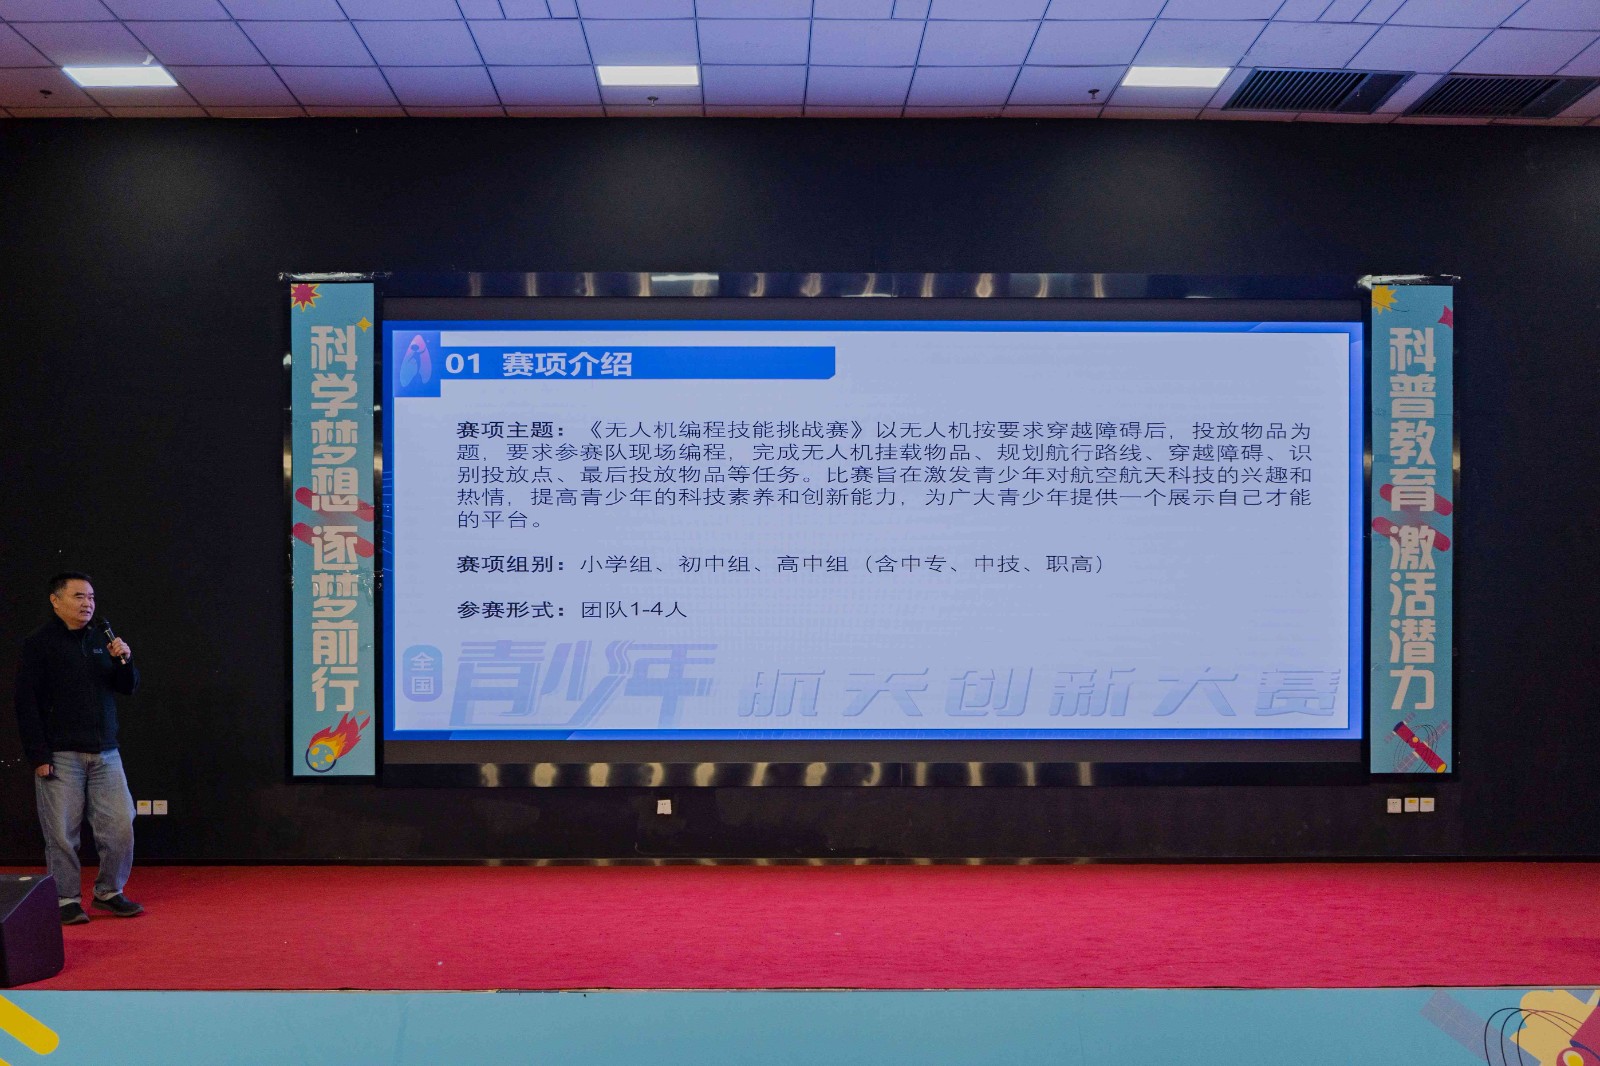 科学梦想 逐梦前行
01 赛项介绍
赛项主题：《无人机编程技能挑战赛》以无人机按要求穿越障碍后，投放物品为
题，要求参赛队现场编程，完成无人机挂载物品、规划航行路线、穿越障碍、识
别投放点、最后投放物品等任务。比赛旨在激发青少年对航空航天科技的兴趣和
热情，提高青少年的科技素养和创新能力，为广大青少年提供一个展示自己才能
的平台。
赛项组别：小学组、初中组、高中组（含中专、中技、职高）
参赛形式：团队1-4人
全国 青少年 航天创新大赛
科普教育 激活潜力